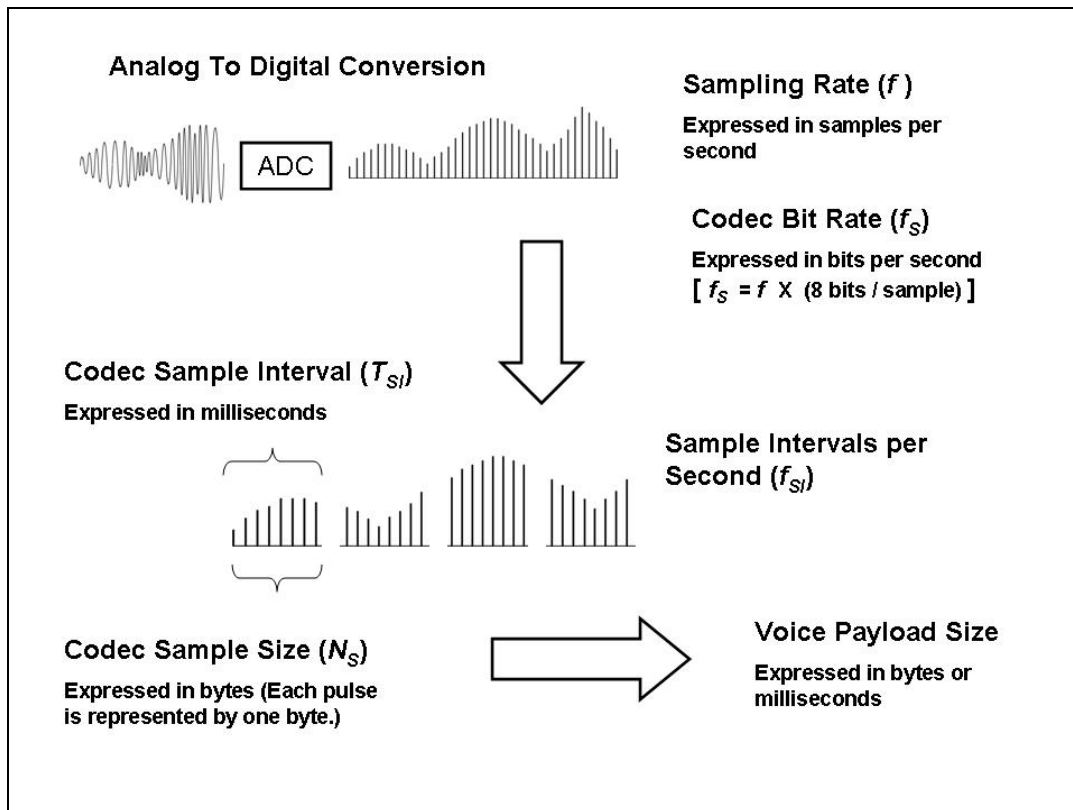 Analog To Digital Conversion
ADC
Sampling Rate (f )
Expressed in samples per
second
Codec Bit Rate (fS)
Expressed in bits per second
[ fS = f X (8 bits / sample) ]
Codec Sample Interval (TSI)
Expressed in milliseconds
Sample Intervals per
Second (fSI)
Codec Sample Size (NS)
Expressed in bytes (Each pulse
is represented by one byte.)
Voice Payload Size
Expressed in bytes or
milliseconds